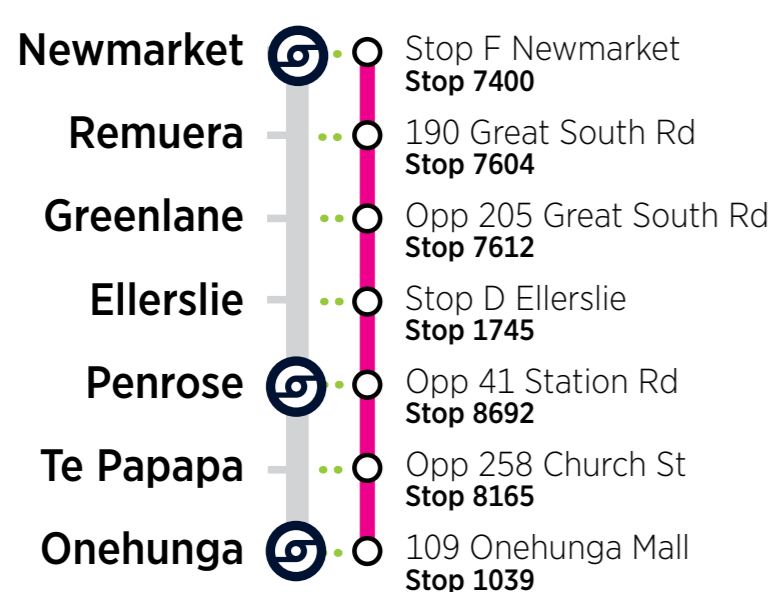 Newmarket
Stop F Newmarket
Stop 7400
Remuera
190 Great South Rd
Stop 7604
Greenlane
Opp 205 Great South Rd
Stop 7612
Ellerslie
Stop D Ellerslie
Stop 1745
Penrose
Opp 41 Station Rd
Stop 8692
Te Papapa
Opp 258 Church St
Stop 8165
Onehunga
109 Onehunga Mall
Stop 1039